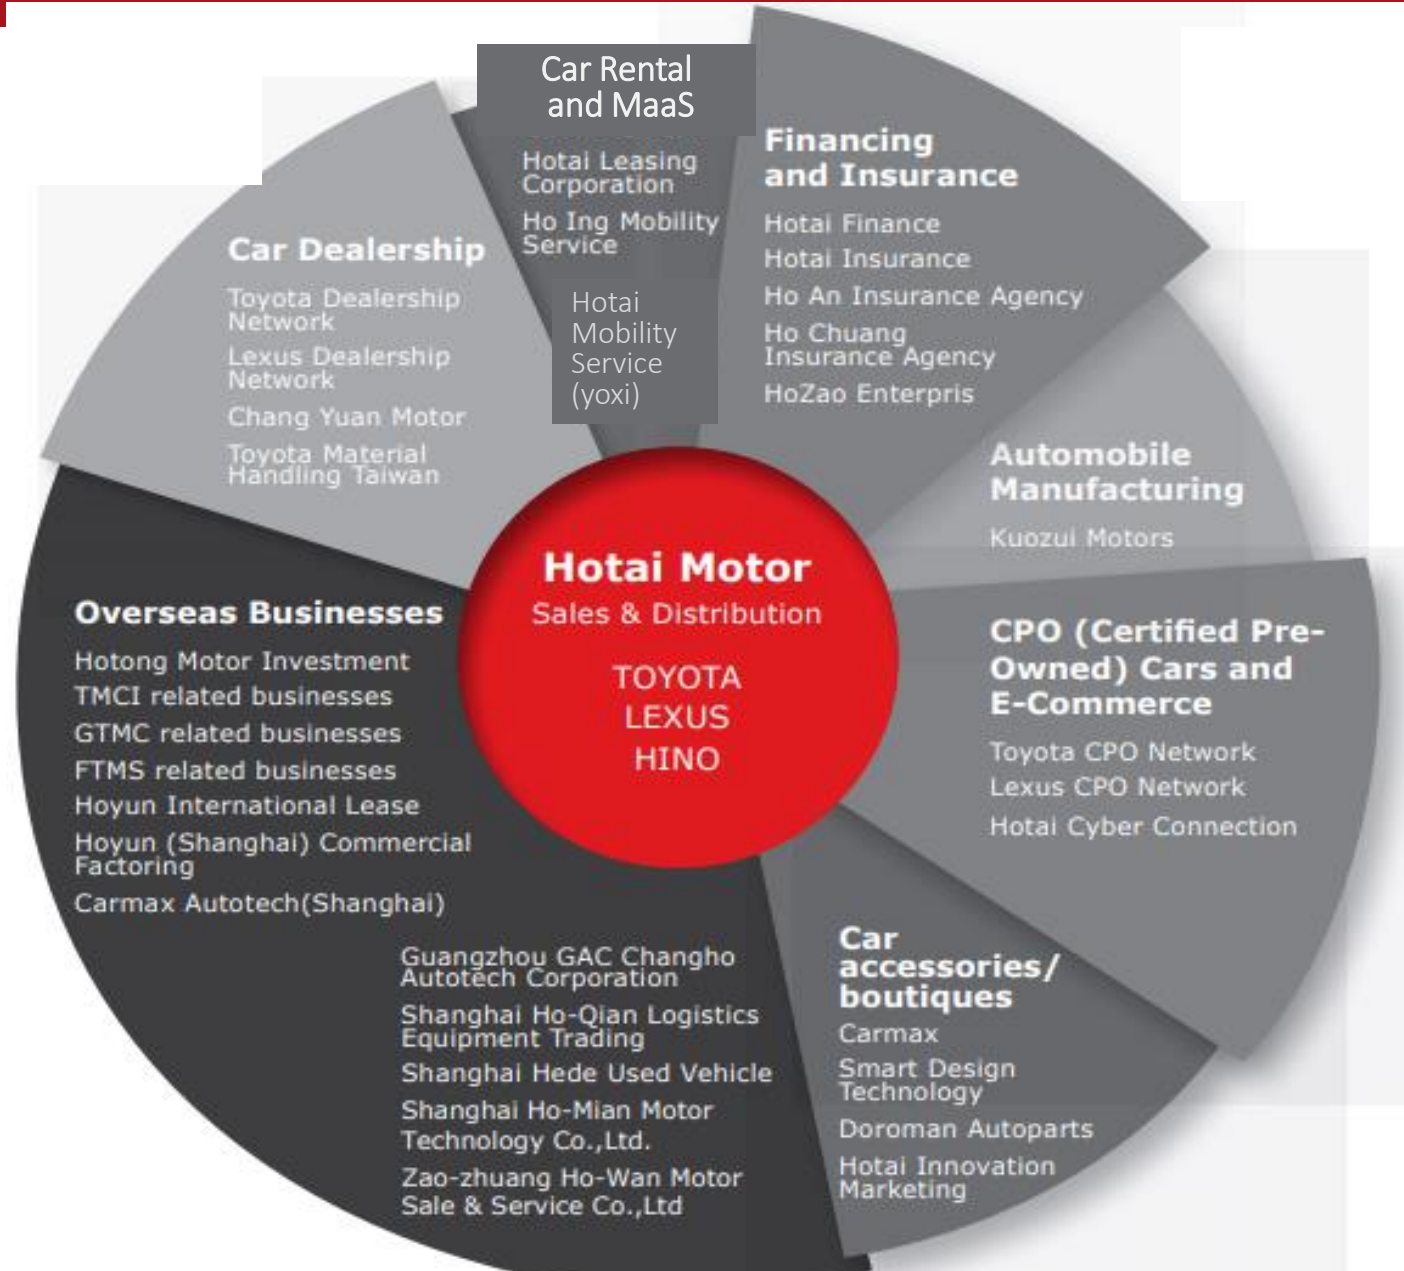 Car Rental
and MaaS
Hotai Leasing
Corporation
Ho Ing Mobility
Service
Hotai
Mobility
Service
(yoxi)
Financing
and Insurance
Hotai Finance
Hotai Insurance
Ho An Insurance Agency
Ho Chuang
Insurance Agency
HoZao Enterpris
Automobile
Manufacturing
Kuozui Motors
CPO (Certified Pre-
Owned) Cars and
E-Commerce
Toyota CPO Network
Lexus CPO Network
Hotai Cyber Connection
Car
accessories/
boutiques
Carmax
Smart Design
Technology
Doroman Autoparts
Hotai Innovation
Marketing
Overseas Businesses
Hotong Motor Investment
TMCI related businesses
GTMC related businesses
FTMS related businesses
Hoyun International Lease
Hoyun (Shanghai) Commercial
Factoring
Carmax Autotech(Shanghai)
Guangzhou GAC Changho
Autotech Corporation
Shanghai Ho-Qian Logistics
Equipment Trading
Shanghai Hede Used Vehicle
Shanghai Ho-Mian Motor
Technology Co.,Ltd.
Zao-zhuang Ho-Wan Motor
Sale & Service Co.,Ltd
Car Dealership
Toyota Dealership
Network
Lexus Dealership
Network
Chang Yuan Motor
Toyota Material
Handling Taiwan
Hotai Motor
Sales & Distribution
TOYOTA
LEXUS
HINO